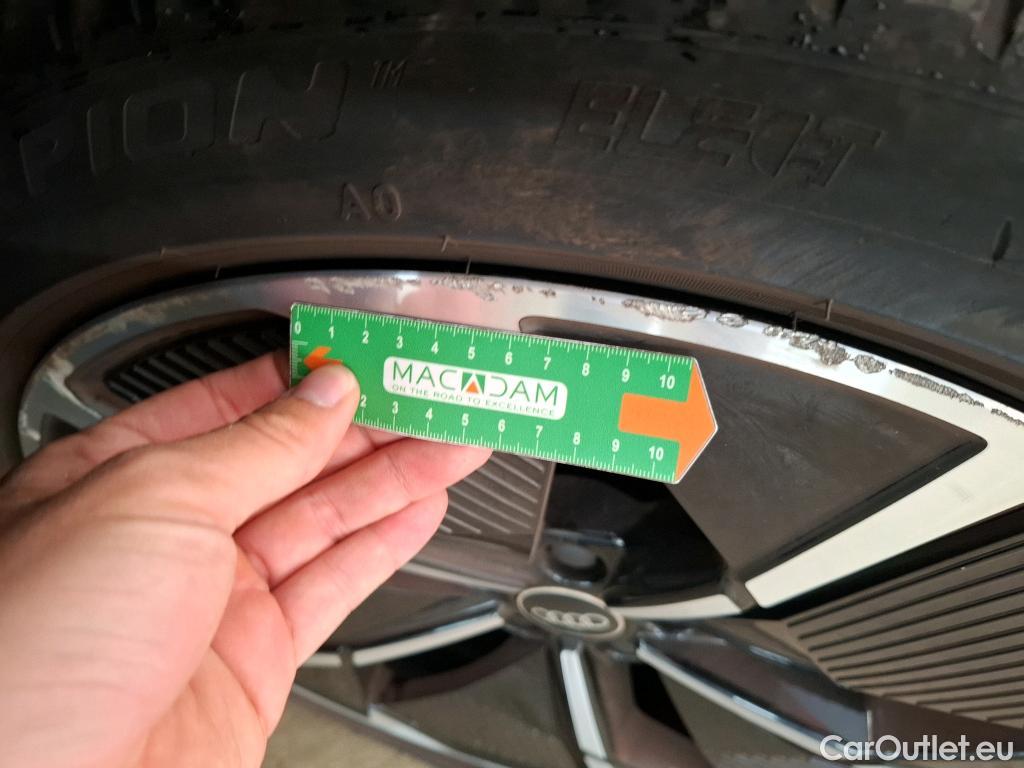 PION™ ELECT
AO
0 1 2 3 4 5 6 7 8 9 10
MACADAM
ON THE ROAD TO EXCELLENCE
2 3 4 5 6 7 8 9 10
CarOutlet.eu